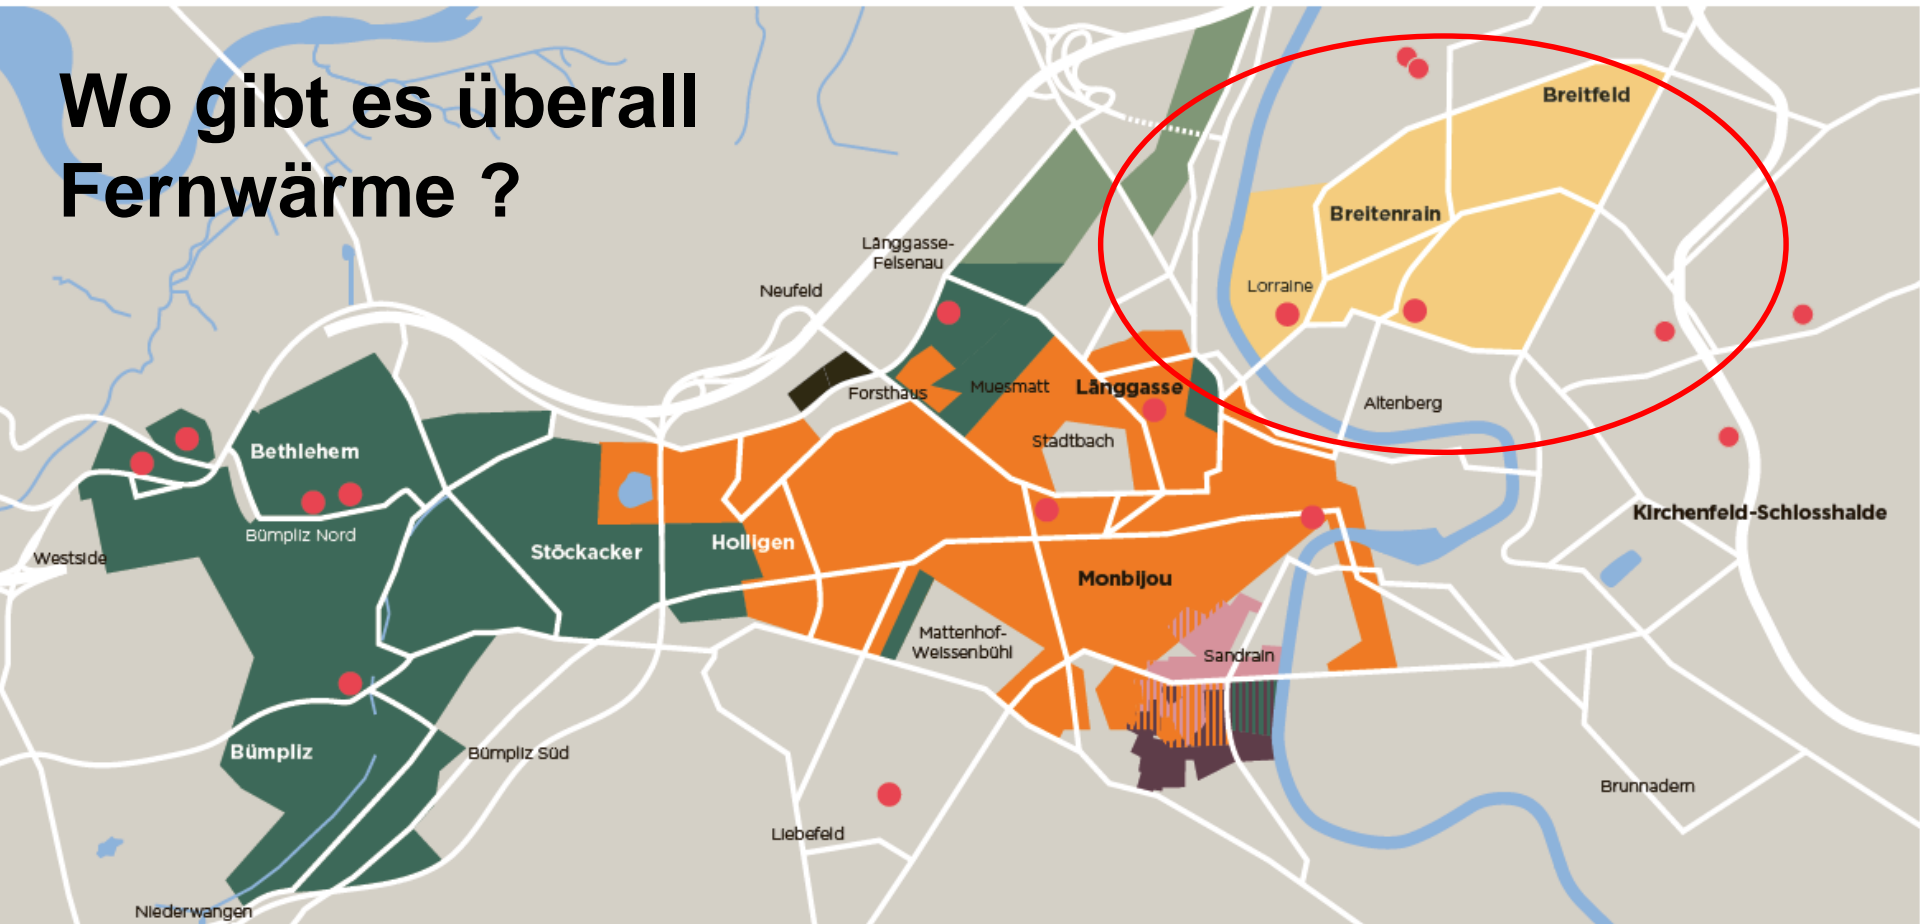 Wo gibt es überall
Fernwärme ?
Breitfeld
Breitenrain
Länggasse-
Felsenau
Lorraine
Neufeld
Forsthaus
Muesmatt
Länggasse
Altenberg
Stadtbach
Bethlehem
Bümpliz Nord
Westside
Stöckacker
Holligen
Kirchenfeld-Schlosshalde
Monbijou
Mattenhof-
Weissenbühl
Sandrain
Bümpliz
Bümpliz Süd
Brunnadern
Liebefeld
Niederwangen